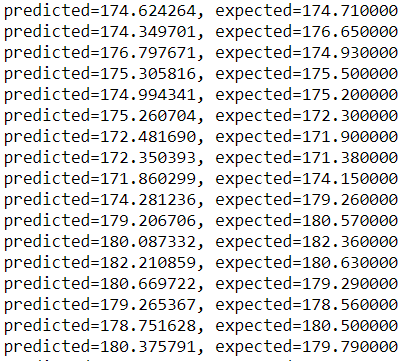 predicted=174.624264, expected=174.710000
predicted=174.349701, expected=176.650000
predicted=176.797671, expected=174.930000
predicted=175.305816, expected=175.500000
predicted=174.994341, expected=175.200000
predicted=175.260704, expected=172.300000
predicted=172.481690, expected=171.900000
predicted=172.350393, expected=171.380000
predicted=171.860299, expected=174.150000
predicted=174.281236, expected=179.260000
predicted=179.206706, expected=180.570000
predicted=180.087332, expected=182.360000
predicted=182.210859, expected=180.630000
predicted=180.669722, expected=179.290000
predicted=179.265367, expected=178.560000
predicted=178.751628, expected=180.500000
predicted=180.375791, expected=179.790000